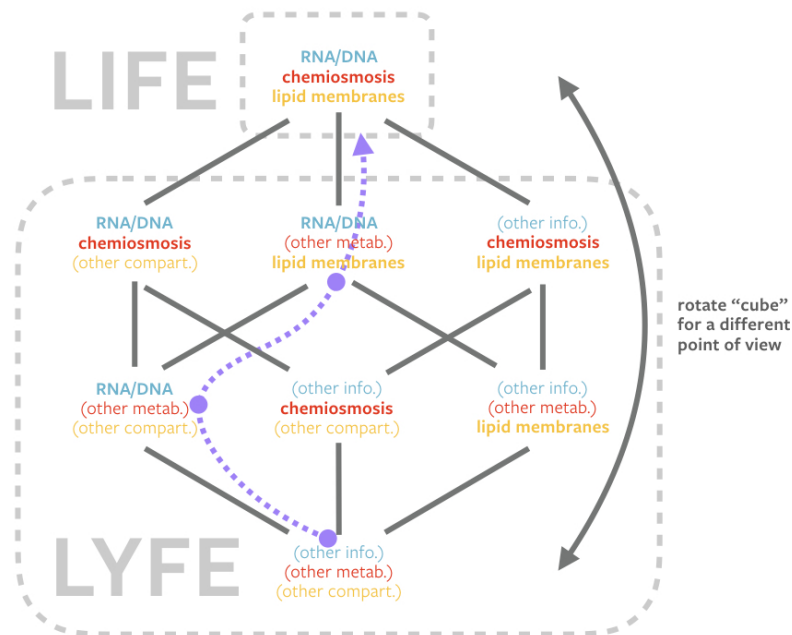 LIFE
RNA/DNA
chemiosmosis
lipid membranes
RNA/DNA
chemiosmosis
(other compart.)
RNA/DNA
(other metab.)
lipid membranes
(other info.)
chemiosmosis
lipid membranes
rotate “cube”
for a different
point of view
RNA/DNA
(other metab.)
(other compart.)
(other info.)
chemiosmosis
(other compart.)
(other info.)
(other metab.)
lipid membranes
LYFE
(other info.)
(other metab.)
(other compart.)